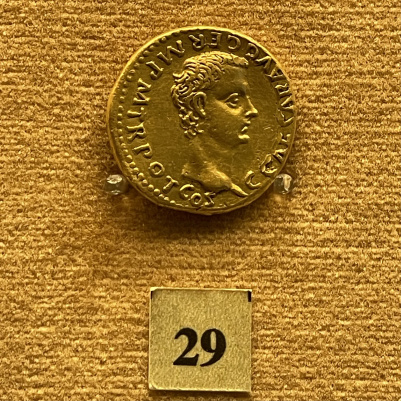 C CAESAR AVG GERM P M TR POT COS
29